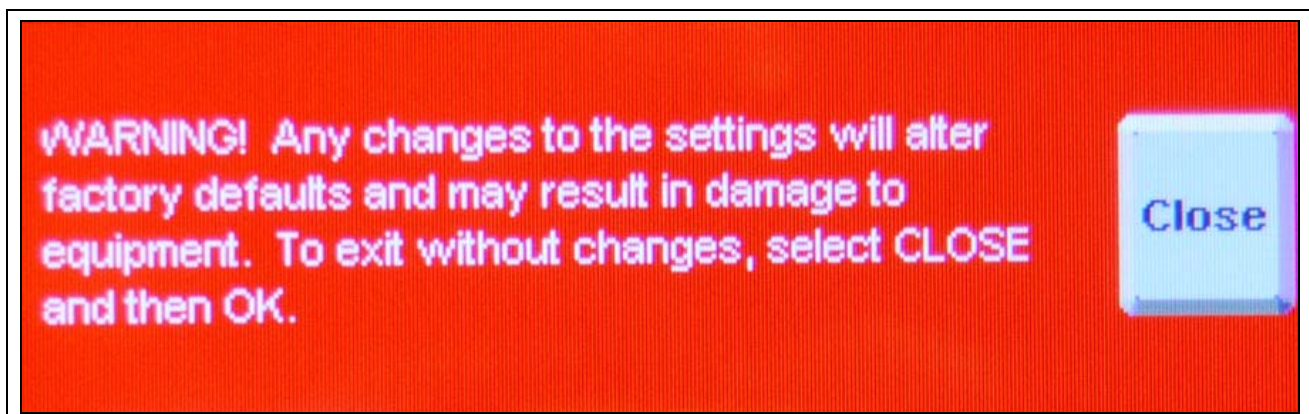 WARNING! Any changes to the settings will alter
factory defaults and may result in damage to
equipment. To exit without changes, select CLOSE
and then OK.
Close